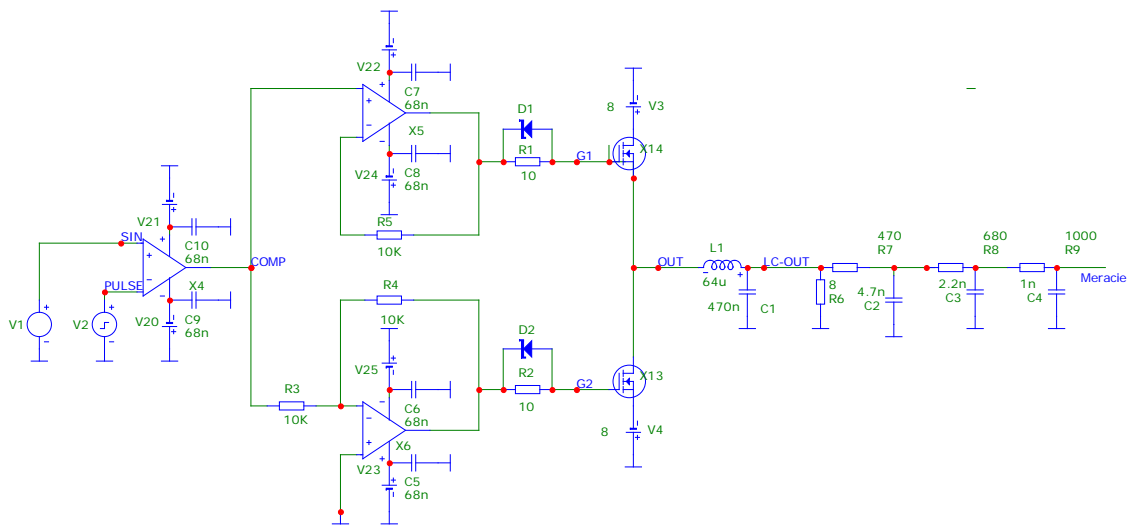 V22
C7
68n
X5
V24
C8
68n
R5
10K
D1
R1
10
G1
8
V3
X14
V21
C10
68n
SIN
PULSE
X4
V20
C9
68n
V1
V2
COMP
R4
10K
V25
C6
68n
R3
10K
X6
V23
C5
68n
D2
R2
10
G2
X13
8
V4
OUT
L1
64u
LC-OUT
470n
C1
8
R6
470
R7
4.7n
C2
680
R8
2.2n
C3
1000
R9
1n
C4
Meracie